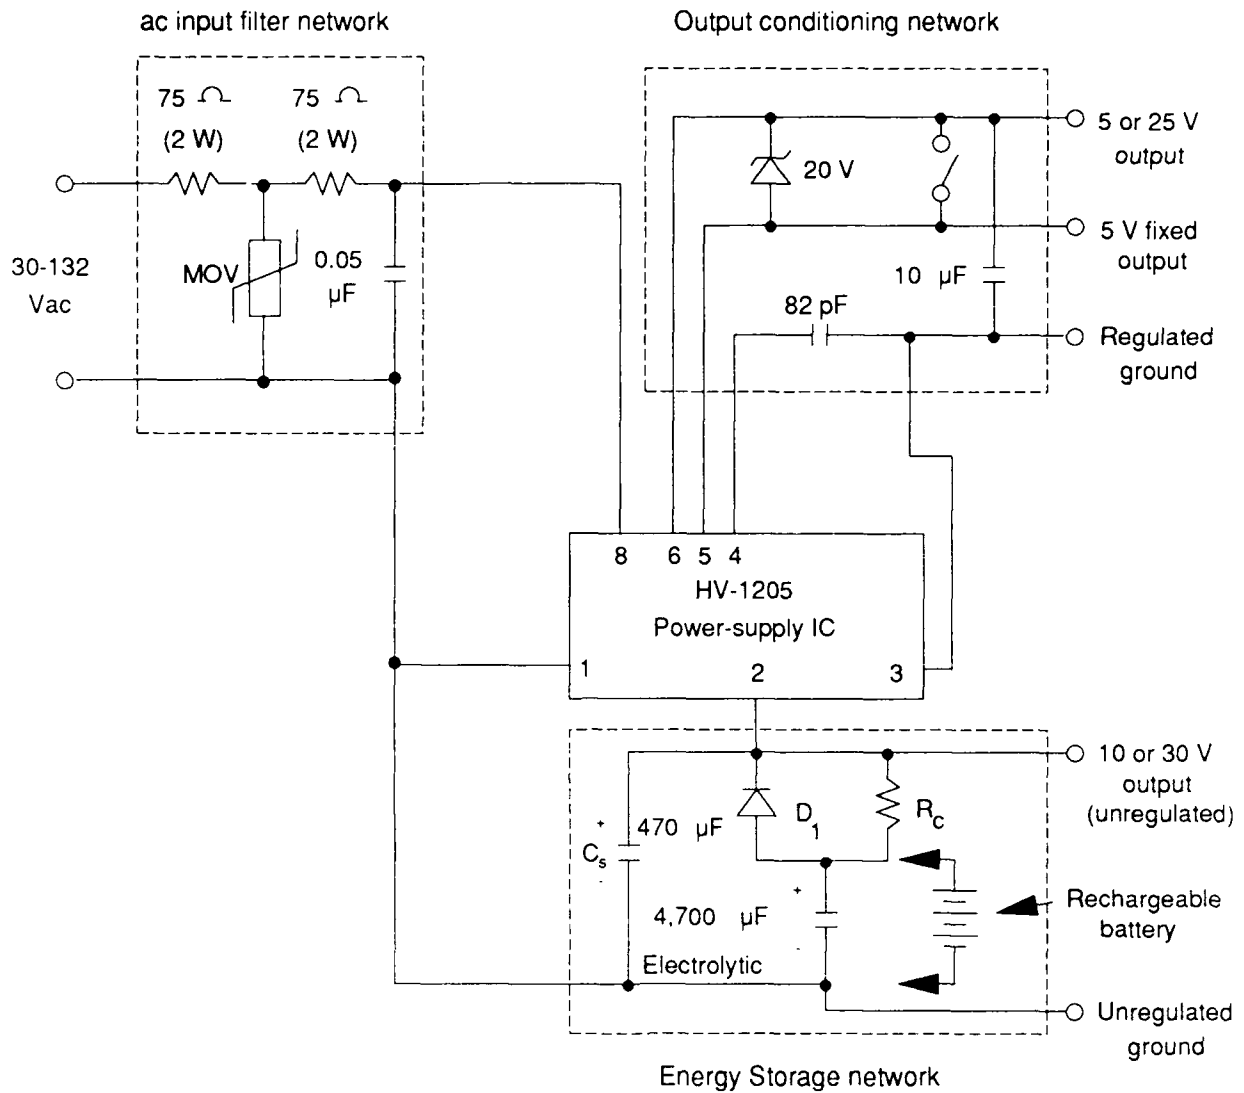 ac input filter network
Output conditioning network
75 Ω
75 Ω
(2 W)
(2 W)
30-132
Vac
MOV
0.05
µF
20 V
5 or 25 V
output
5 V fixed
output
10 µF
82 pF
Regulated
ground
8
6
5
4
HV-1205
Power-supply IC
1
2
3
10 or 30 V
output
(unregulated)
+
470 µF
Cs
-
D1
RC
+
4,700 µF
-
Electrolytic
Rechargeable
battery
Unregulated
ground
Energy Storage network